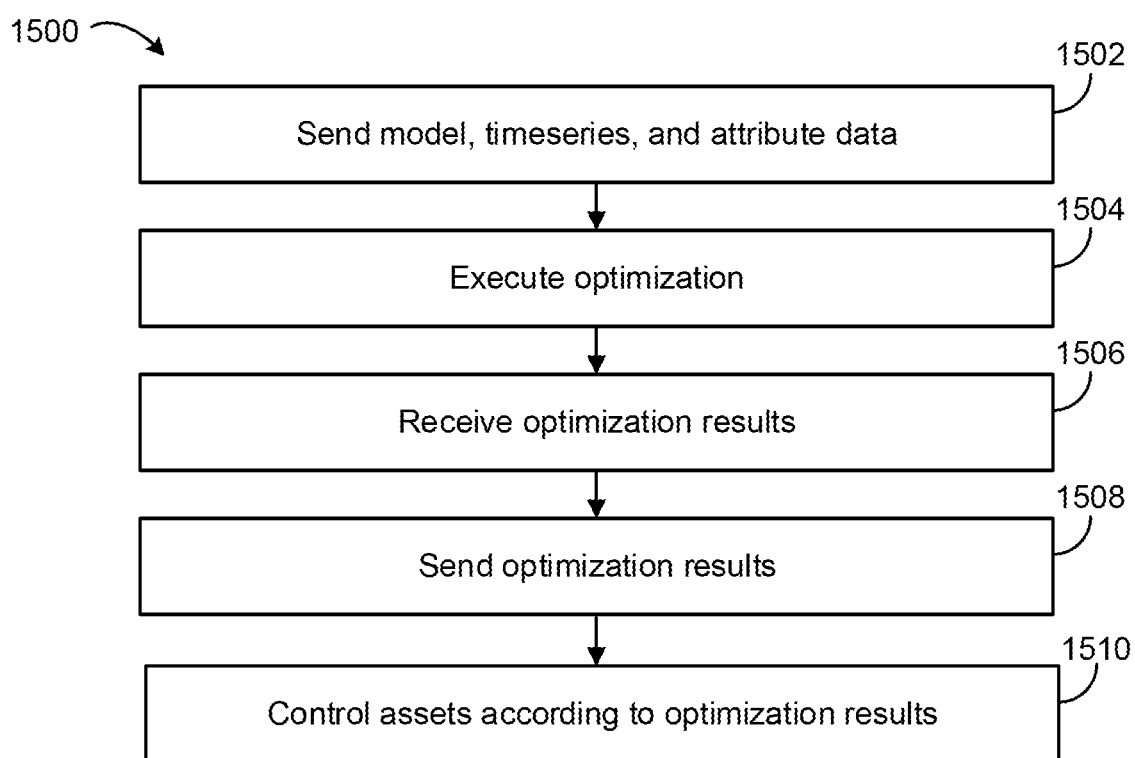 1500
1502
Send model, timeseries, and attribute data
1504
Execute optimization
1506
Receive optimization results
1508
Send optimization results
1510
Control assets according to optimization results